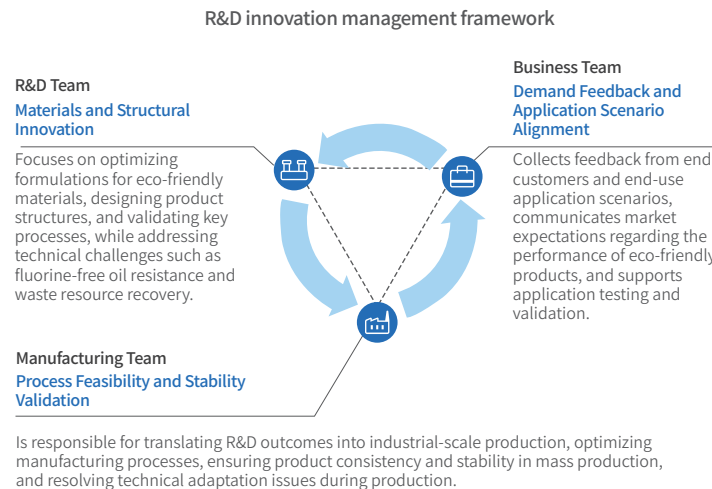 R&D innovation management framework
R&D Team
Materials and Structural
Innovation
Focuses on optimizing
formulations for eco-friendly
materials, designing product
structures, and validating key
processes, while addressing
technical challenges such as
fluorine-free oil resistance and
waste resource recovery.
Business Team
Demand Feedback and
Application Scenario
Alignment
Collects feedback from end
customers and end-use
application scenarios,
communicates market
expectations regarding the
performance of eco-friendly
products, and supports
application testing and
validation.
Manufacturing Team
Process Feasibility and Stability
Validation
Is responsible for translating R&D outcomes into industrial-scale production, optimizing
manufacturing processes, ensuring product consistency and stability in mass production,
and resolving technical adaptation issues during production.